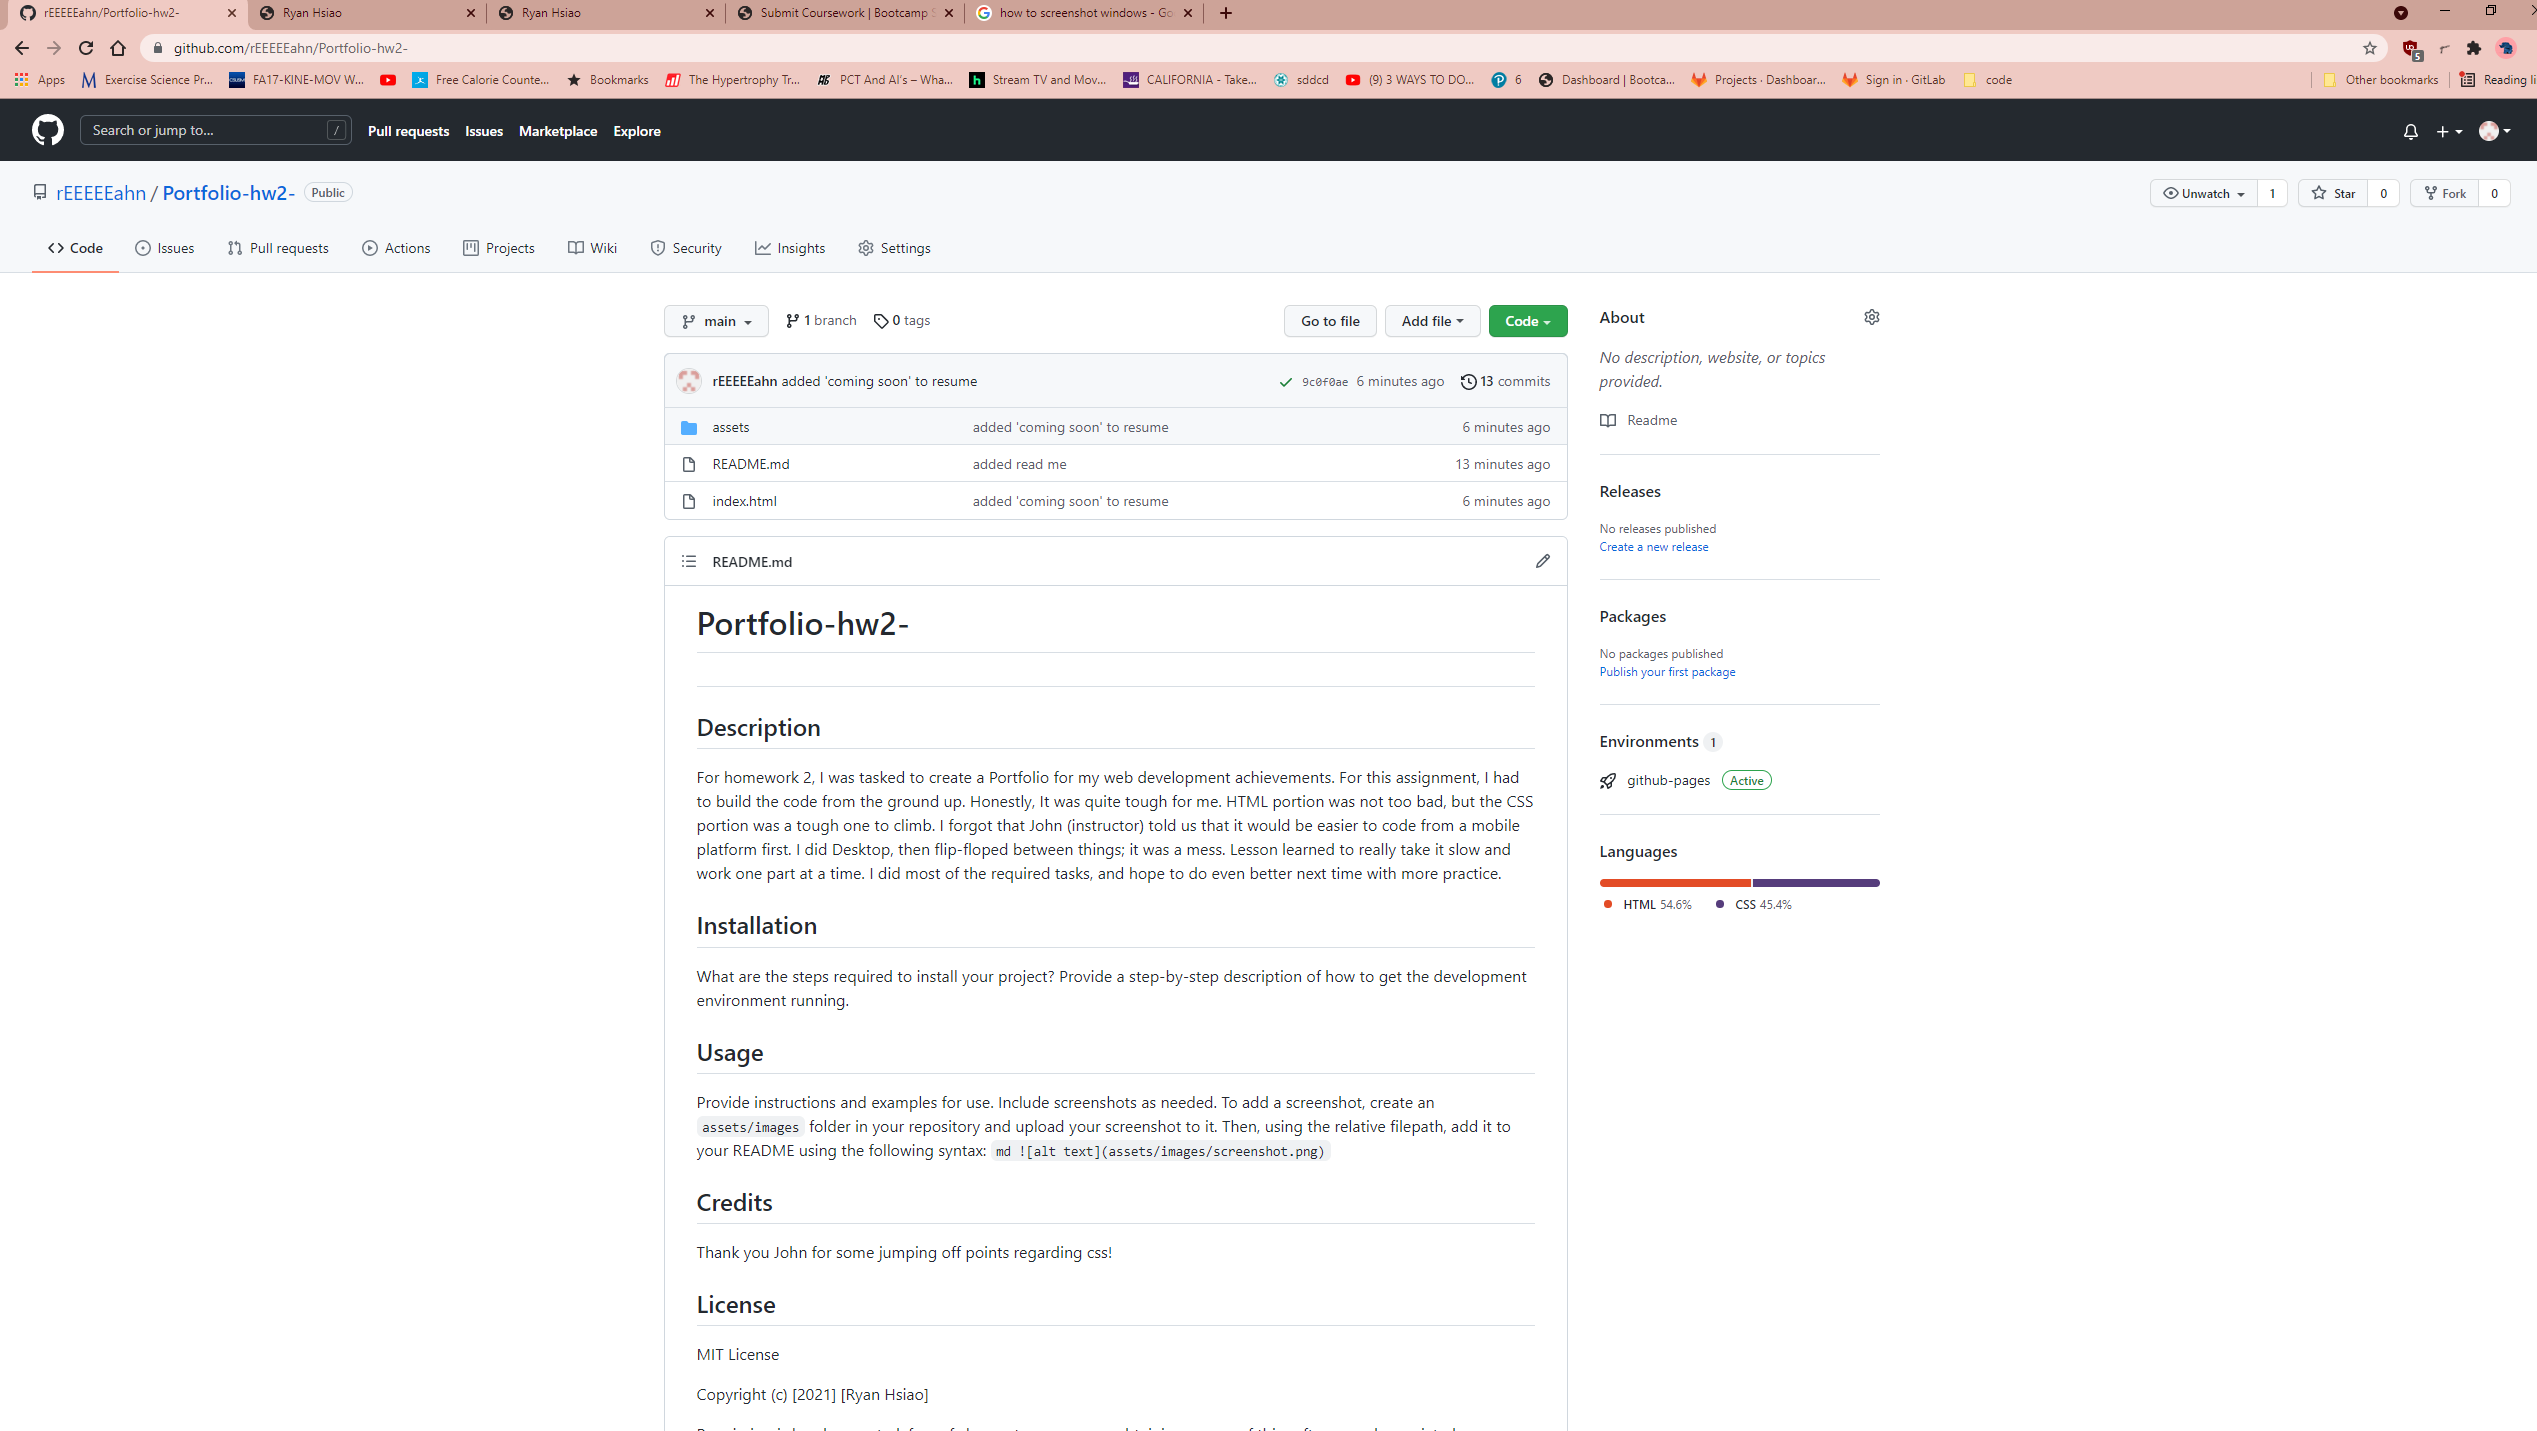 rEEEEEahn/Portfolio-hw2-
Ryan Hsiao
Ryan Hsiao
Submit Coursework | Bootcamp S
how to screenshot windows - Go
github.com/rEEEEEahn/Portfolio-hw2-
5
Apps
Exercise Science Pr...
FA17-KINE-MOV W...
Free Calorie Counte...
Bookmarks
The Hypertrophy Tr...
PCT And AI's – Wha...
Stream TV and Mov...
CALIFORNIA - Take...
sddcd
(9) 3 WAYS TO DO...
6
Dashboard | Bootca...
Projects · Dashboar...
Sign in · GitLab
code
Other bookmarks
Reading li
Search or jump to...
/
Pull requests
Issues
Marketplace
Explore
rEEEEEahn / Portfolio-hw2-
Public
Unwatch
1
Star
0
Fork
0
Code
Issues
Pull requests
Actions
Projects
Wiki
Security
Insights
Settings
main
1 branch
0 tags
Go to file
Add file
Code
rEEEEEahn added 'coming soon' to resume
9c0f0ae 6 minutes ago
13 commits
assets
added 'coming soon' to resume
6 minutes ago
README.md
added read me
13 minutes ago
index.html
added 'coming soon' to resume
6 minutes ago
README.md
Portfolio-hw2-
Description
For homework 2, I was tasked to create a Portfolio for my web development achievements. For this assignment, I had
to build the code from the ground up. Honestly, It was quite tough for me. HTML portion was not too bad, but the CSS
portion was a tough one to climb. I forgot that John (instructor) told us that it would be easier to code from a mobile
platform first. I did Desktop, then flip-floped between things; it was a mess. Lesson learned to really take it slow and
work one part at a time. I did most of the required tasks, and hope to do even better next time with more practice.
Installation
What are the steps required to install your project? Provide a step-by-step description of how to get the development
environment running.
Usage
Provide instructions and examples for use. Include screenshots as needed. To add a screenshot, create an
assets/images folder in your repository and upload your screenshot to it. Then, using the relative filepath, add it to
your README using the following syntax: md ![alt text](assets/images/screenshot.png)
Credits
Thank you John for some jumping off points regarding css!
License
MIT License
Copyright (c) [2021] [Ryan Hsiao]
About
No description, website, or topics
provided.
Readme
Releases
No releases published
Create a new release
Packages
No packages published
Publish your first package
Environments 1
github-pages
Active
Languages
HTML 54.6%
CSS 45.4%